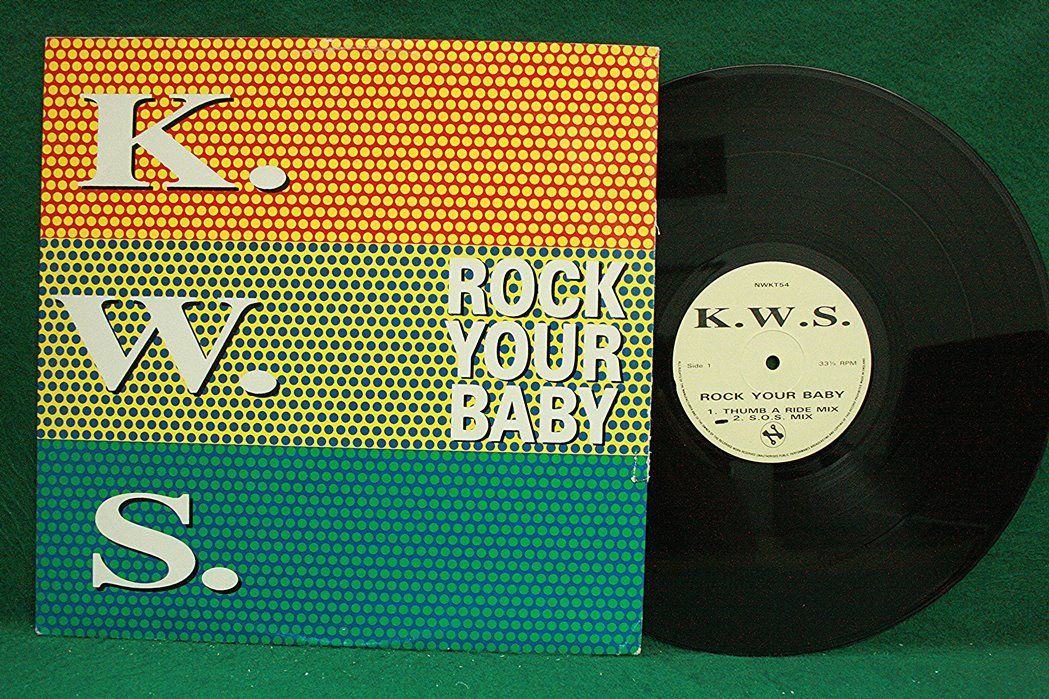 K.
W.
S.
ROCK
YOUR
BABY
NWKT54
K.W.S.
Side 1
33⅓ RPM
ROCK YOUR BABY
1. THUMB A RIDE MIX
2. S.O.S. MIX